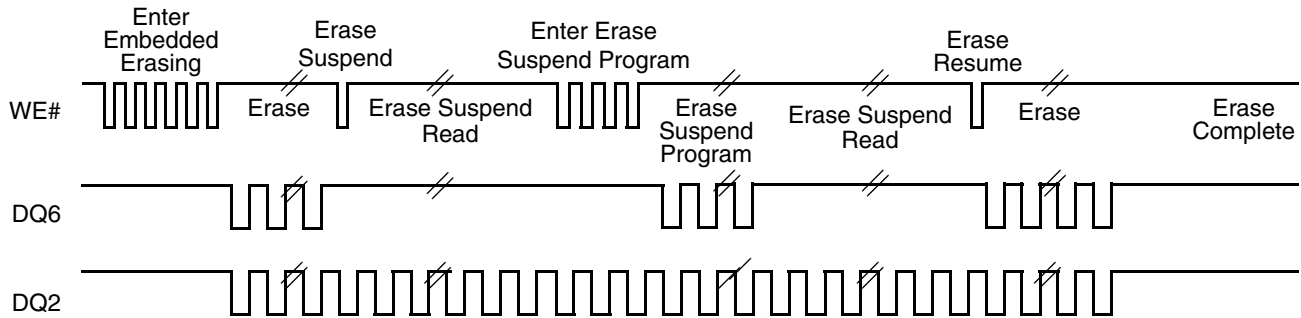 Enter
Embedded
Erasing
Erase
Suspend
Enter Erase
Suspend Program
Erase
Resume
WE#
Erase
Erase Suspend
Read
Erase
Suspend
Program
Erase Suspend
Read
Erase
Erase
Complete
DQ6
DQ2